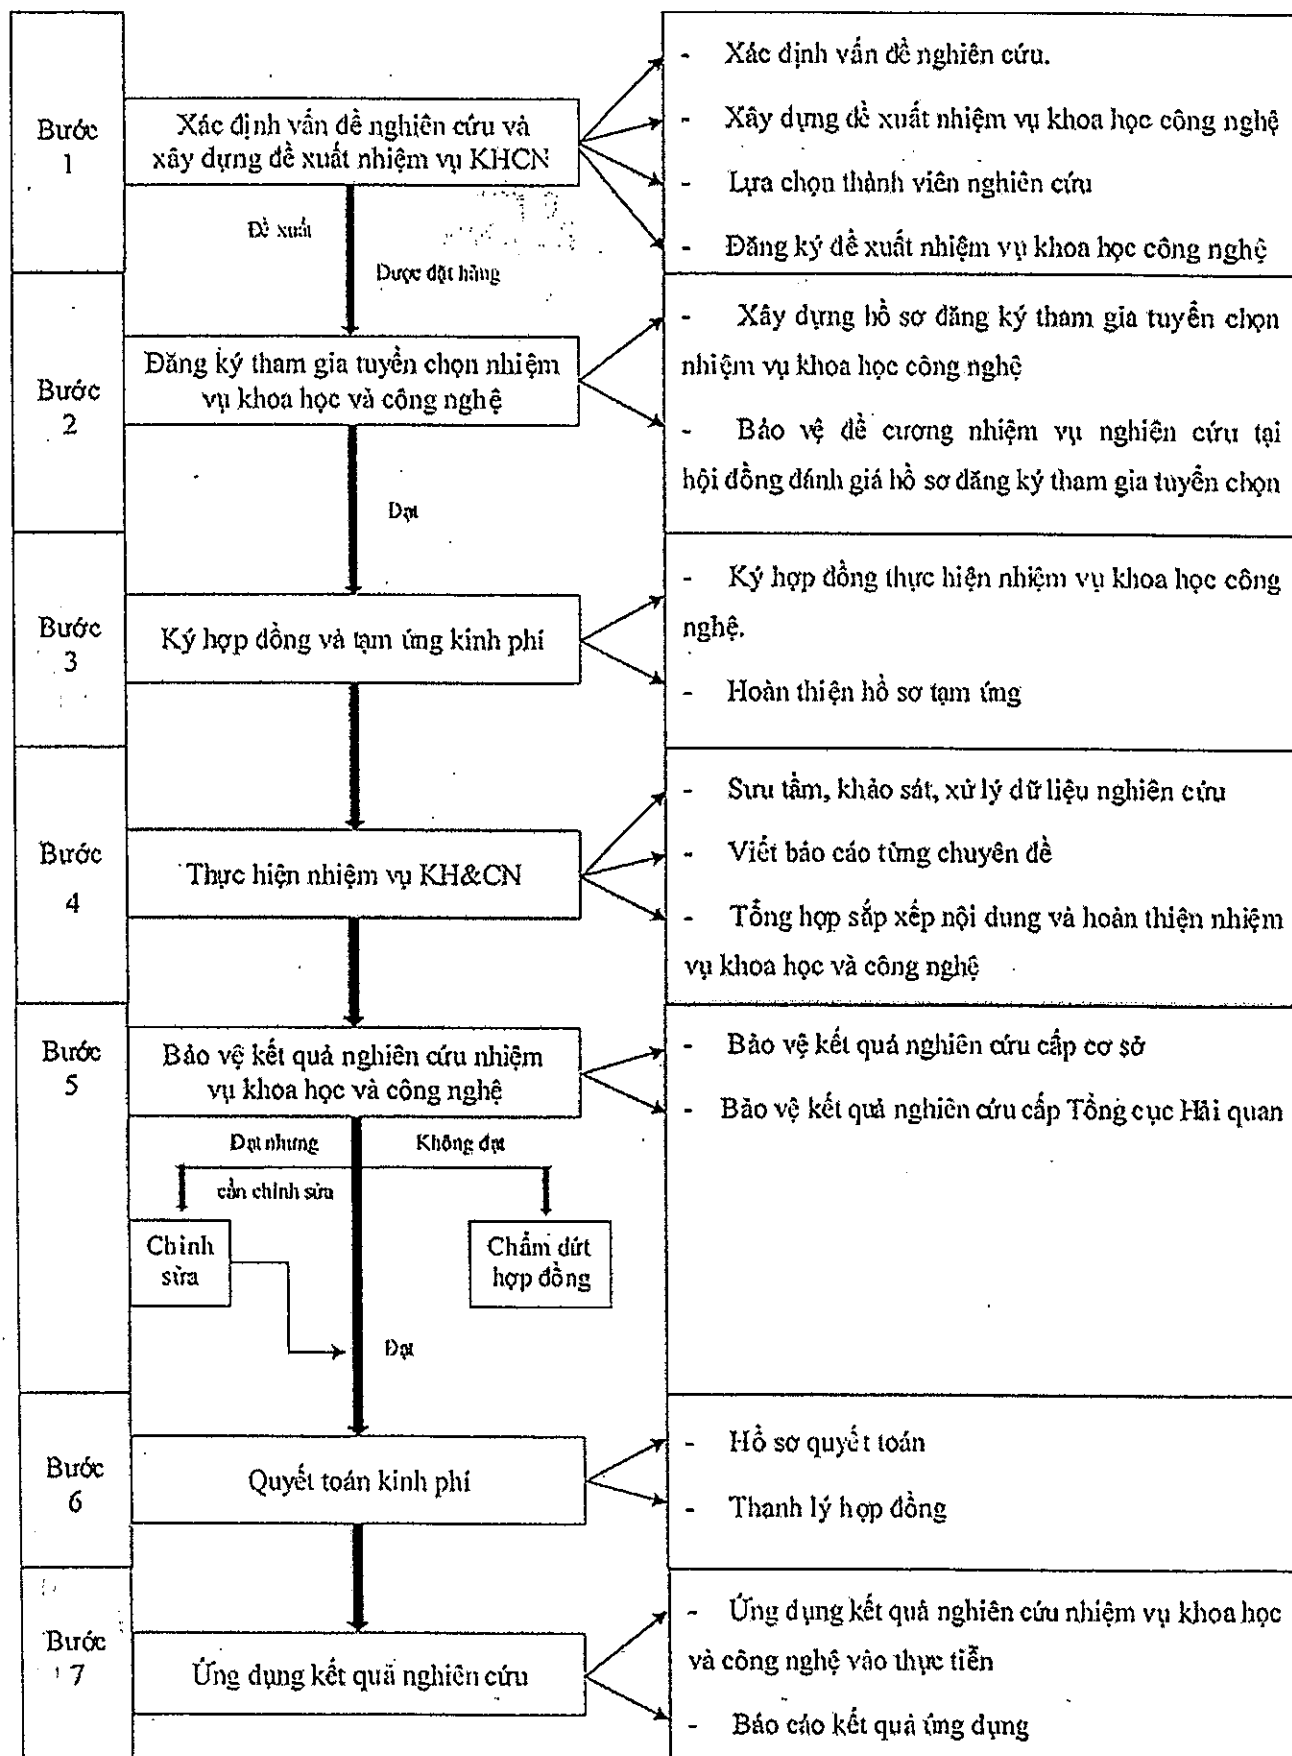 Bước
1
Xác định vấn đề nghiên cứu và
xây dựng đề xuất nhiệm vụ KHCN
- Xác định vấn đề nghiên cứu.
- Xây dựng đề xuất nhiệm vụ khoa học công nghệ
- Lựa chọn thành viên nghiên cứu
- Đăng ký đề xuất nhiệm vụ khoa học công nghệ
Đề xuất
Được đặt hàng
Bước
2
Đăng ký tham gia tuyển chọn nhiệm
vụ khoa học và công nghệ
- Xây dựng hồ sơ đăng ký tham gia tuyển chọn
nhiệm vụ khoa học công nghệ
- Bảo vệ đề cương nhiệm vụ nghiên cứu tại
hội đồng đánh giá hồ sơ đăng ký tham gia tuyển chọn
Đạt
Bước
3
Ký hợp đồng và tạm ứng kinh phí
- Ký hợp đồng thực hiện nhiệm vụ khoa học công
nghệ.
- Hoàn thiện hồ sơ tạm ứng
Bước
4
Thực hiện nhiệm vụ KH&CN
- Sưu tầm, khảo sát, xử lý dữ liệu nghiên cứu
- Viết báo cáo từng chuyên đề
- Tổng hợp sắp xếp nội dung và hoàn thiện nhiệm
vụ khoa học và công nghệ
Bước
5
Bảo vệ kết quả nghiên cứu nhiệm
vụ khoa học và công nghệ
- Bảo vệ kết quả nghiên cứu cấp cơ sở
- Bảo vệ kết quả nghiên cứu cấp Tổng cục Hải quan
Đạt nhưng
cần chỉnh sửa
Không đạt
Chỉnh
sửa
Chấm dứt
hợp đồng
Đạt
Bước
6
Quyết toán kinh phí
- Hồ sơ quyết toán
- Thanh lý hợp đồng
Bước
7
Ứng dụng kết quả nghiên cứu
- Ứng dụng kết quả nghiên cứu nhiệm vụ khoa học
và công nghệ vào thực tiễn
- Báo cáo kết quả ứng dụng